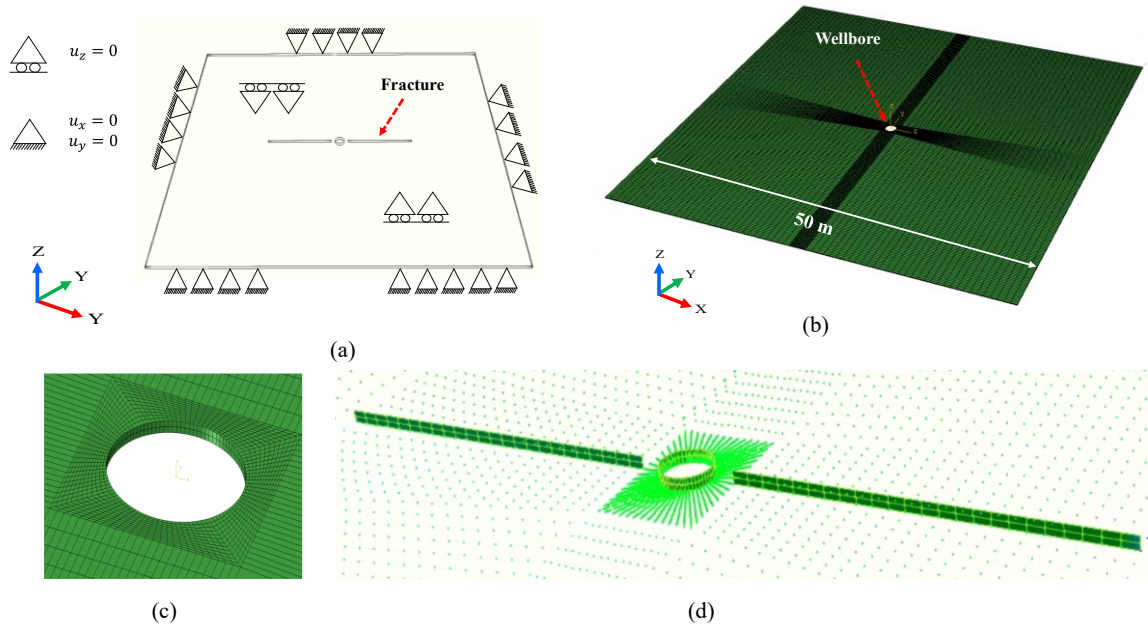 u_z = 0
u_x = 0
u_y = 0
Fracture
Z
Y
Y
(a)
Wellbore
50 m
Z
Y
X
(b)
(c)
(d)